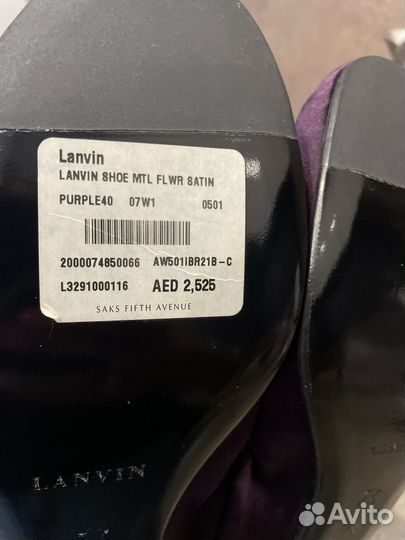 Lanvin
LANVIN SHOE MTL FLWR SATIN
PURPLE40 07W1 0501
2000074850066 AW501IBR21B-C
L3291000116 AED 2,525
SAKS FIFTH AVENUE
LANVIN
Avito